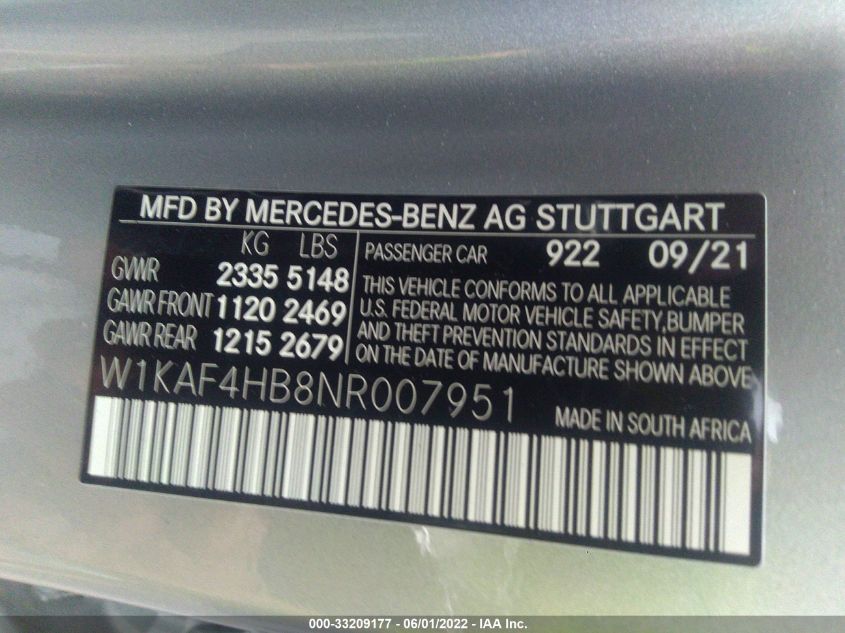 MFD BY MERCEDES-BENZ AG STUTTGART
KG LBS
GVWR 2335 5148
GAWR FRONT 1120 2469
GAWR REAR 1215 2679
PASSENGER CAR 922 09/21
THIS VEHICLE CONFORMS TO ALL APPLICABLE
U.S. FEDERAL MOTOR VEHICLE SAFETY, BUMPER
AND THEFT PREVENTION STANDARDS IN EFFECT
ON THE DATE OF MANUFACTURE SHOWN ABOVE
W1KAF4HB8NR007951
MADE IN SOUTH AFRICA
000-33209177 - 06/01/2022 - IAA Inc.